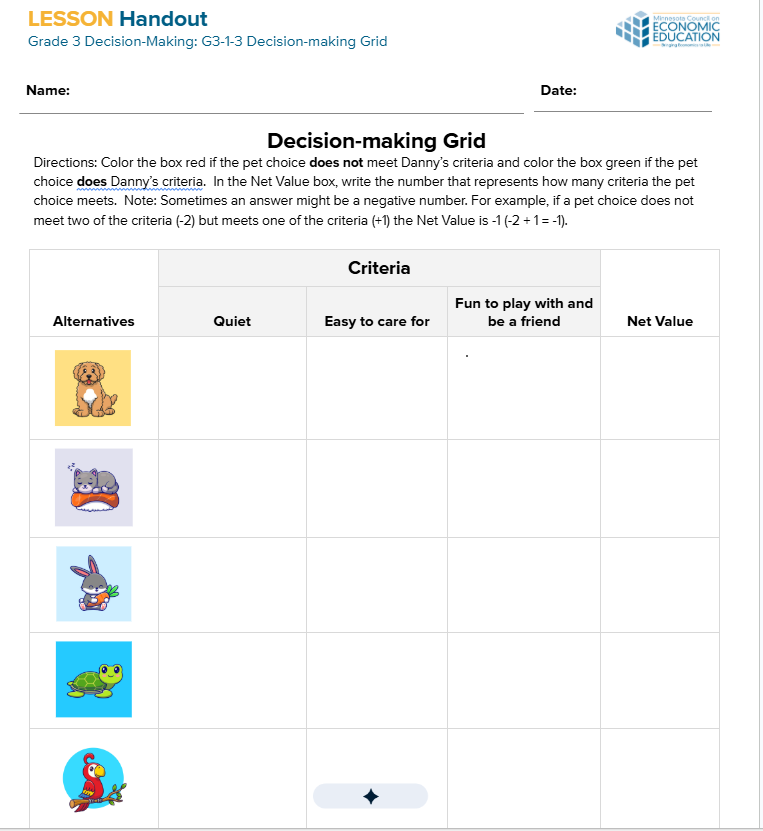 LESSON Handout
Grade 3 Decision-Making: G3-1-3 Decision-making Grid
Minnesota Council on
ECONOMIC
EDUCATION
Bringing Economics to Life
Name:
Date:
Decision-making Grid
Directions: Color the box red if the pet choice does not meet Danny's criteria and color the box green if the pet
choice does Danny's criteria. In the Net Value box, write the number that represents how many criteria the pet
choice meets. Note: Sometimes an answer might be a negative number. For example, if a pet choice does not
meet two of the criteria (-2) but meets one of the criteria (+1) the Net Value is -1 (-2 + 1 = -1).
Criteria
Alternatives
Quiet
Easy to care for
Fun to play with and
be a friend
Net Value